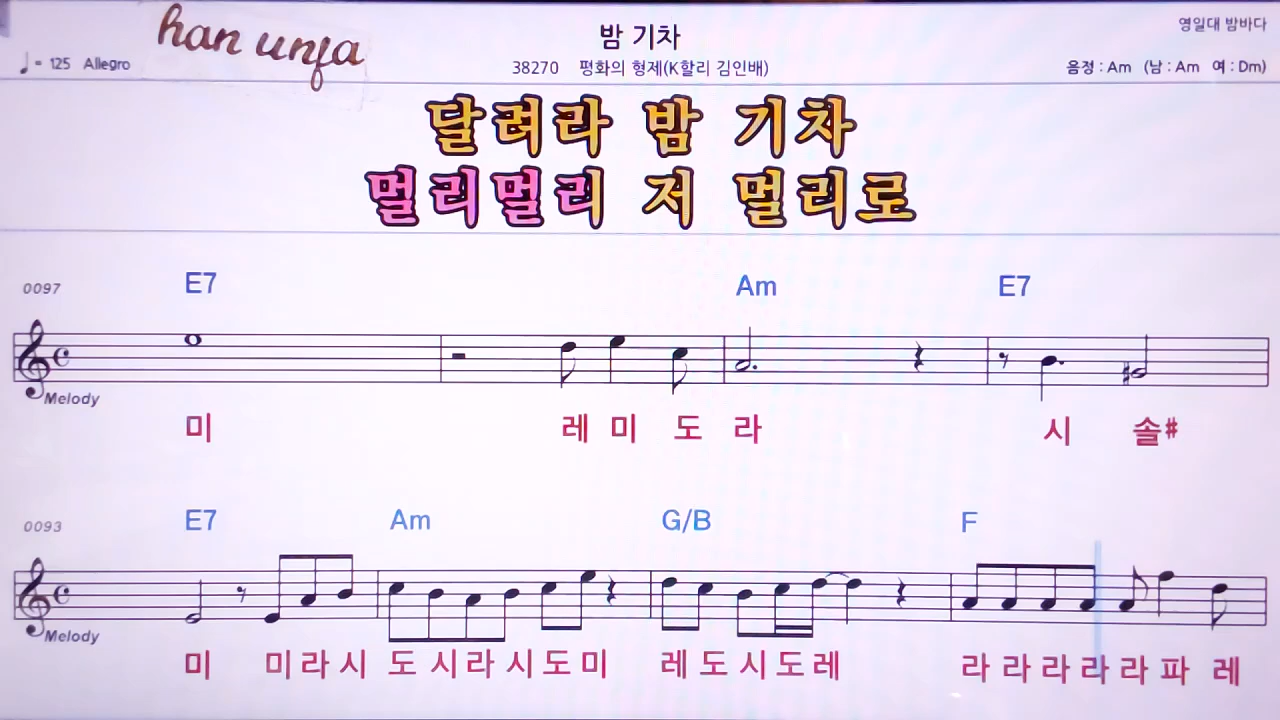 han unja
밤 기차
영일대 밤바다
♩= 125 Allegro
38270 평화의 형제(K할리 김인배)
음정 : Am (남 : Am 여 : Dm)
달려라 밤 기차
멀리멀리 저 멀리로
0097 E7 Am E7
Melody
미 레 미 도 라 시 솔#
0093 E7 Am G/B F
Melody
미 미 라 시 도 시 라 시 도 미 레 도 시 도 레 라 라 라 라 라 파 레